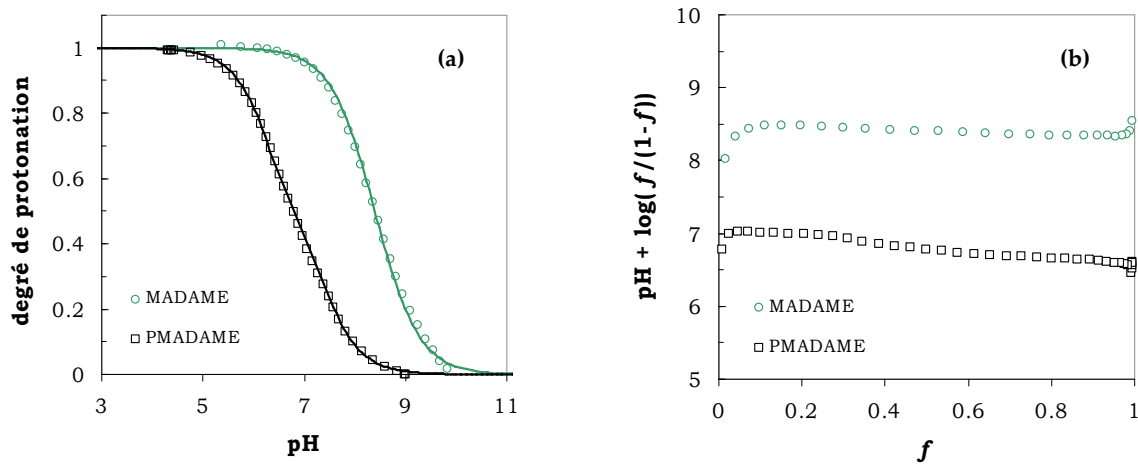 (a)
degré de protonation
1
0.8
0.6
0.4
0.2
0
MADAME
PMADAME
3 5 7 9 11
pH
(b)
pH + log(f/(1-f))
10
9
8
7
6
5
MADAME
PMADAME
0 0.2 0.4 0.6 0.8 1
f